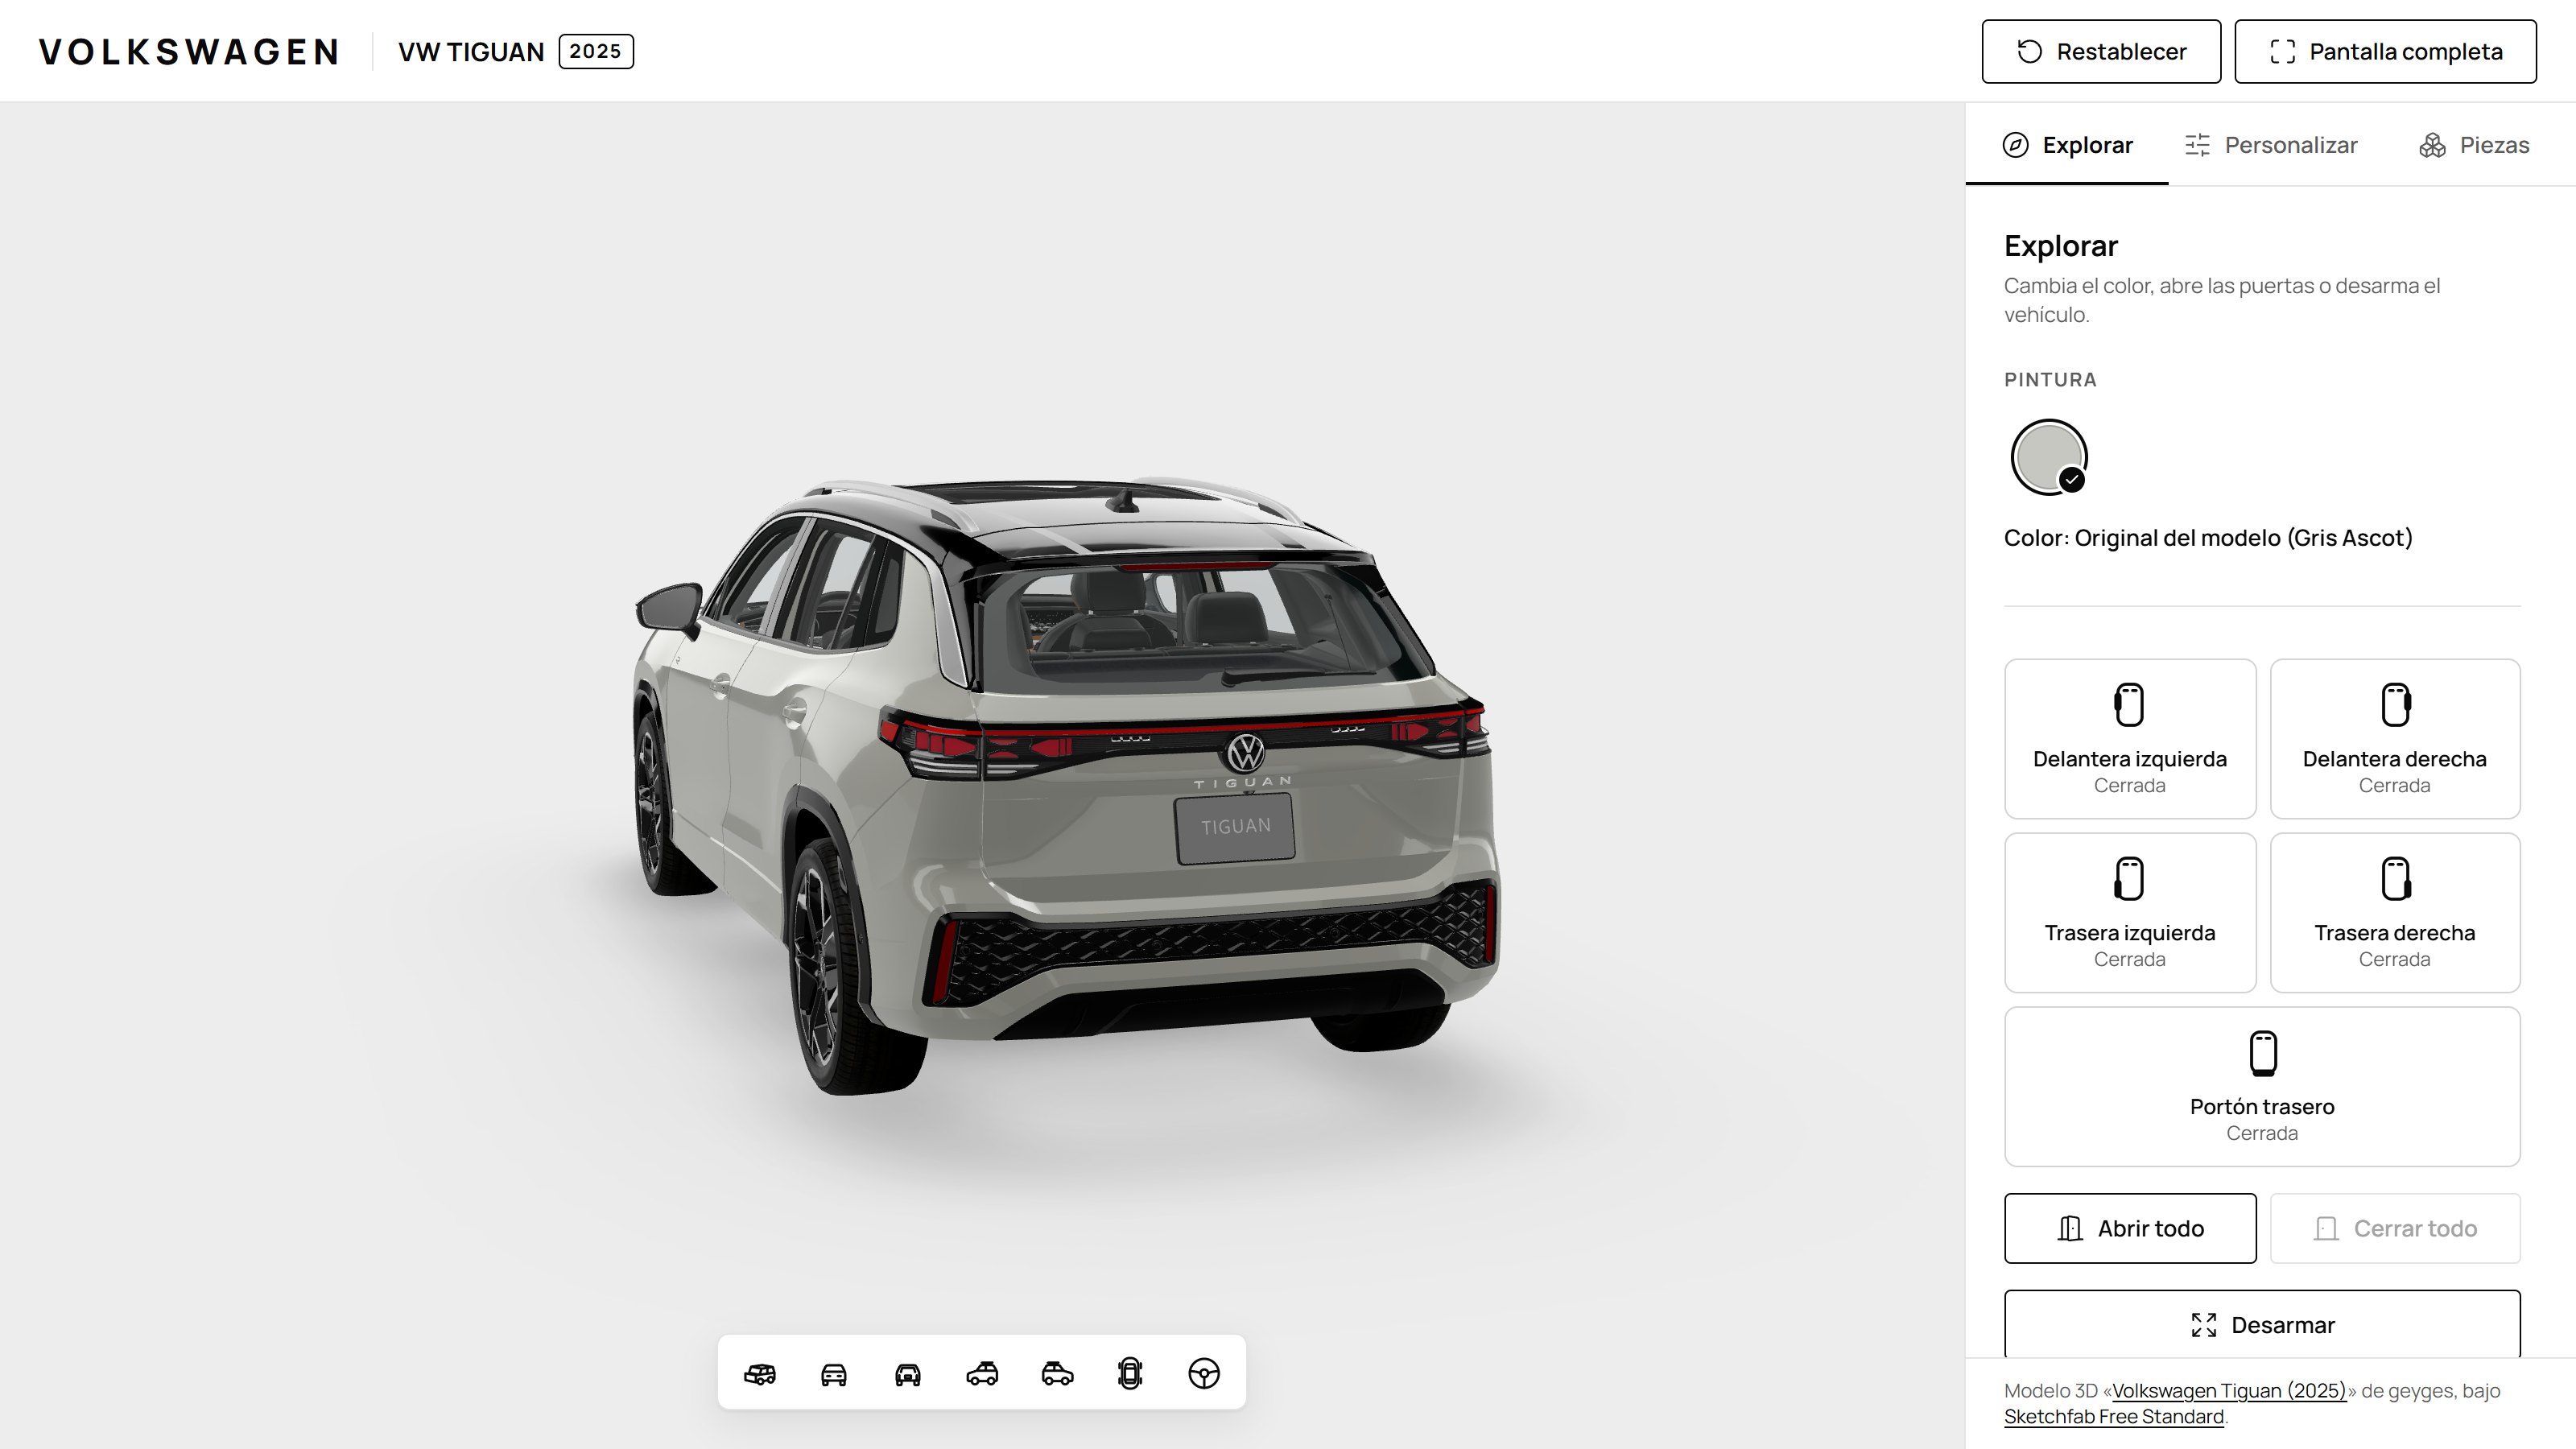 VOLKSWAGEN
VW TIGUAN 2025
Restablecer
Pantalla completa
Explorar
Personalizar
Piezas
Explorar
Cambia el color, abre las puertas o desarma el
vehículo.
PINTURA
Color: Original del modelo (Gris Ascot)
Delantera izquierda
Cerrada
Delantera derecha
Cerrada
Trasera izquierda
Cerrada
Trasera derecha
Cerrada
Portón trasero
Cerrada
Abrir todo
Cerrar todo
Desarmar
Modelo 3D «Volkswagen Tiguan (2025)» de geyges, bajo
Sketchfab Free Standard.
TIGUAN
TIGUAN